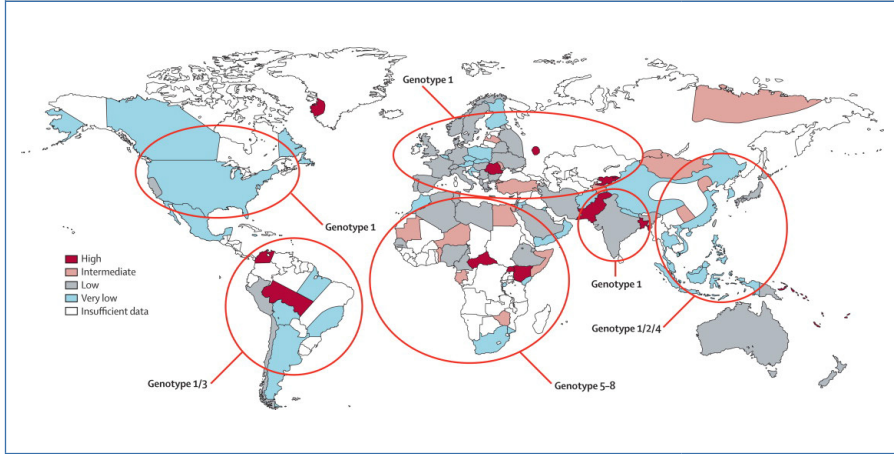 Genotype 1
Genotype 1
High
Intermediate
Low
Very low
Insufficient data
Genotype 1
Genotype 1/2/4
Genotype 1/3
Genotype 5–8